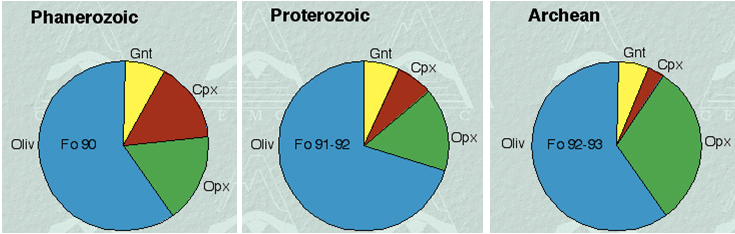 Phanerozoic
Gnt
Cpx
Oliv
Fo 90
Opx
Proterozoic
Gnt
Cpx
Opx
Oliv
Fo 91-92
Archean
Gnt
Cpx
Oliv
Fo 92-93
Opx